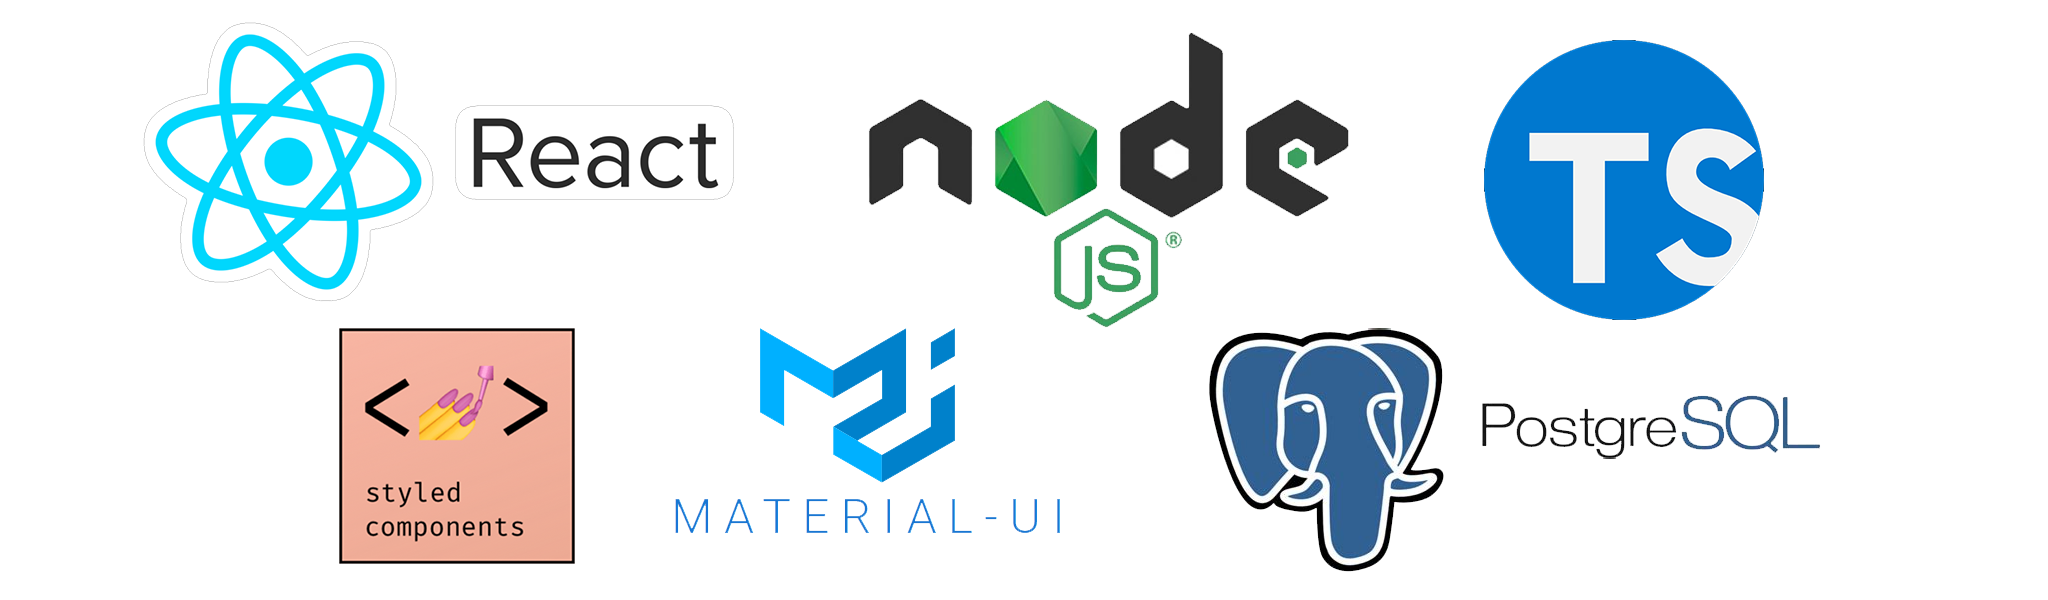 React
node
JS®
TS
< >
styled
components
MATERIAL-UI
PostgreSQL